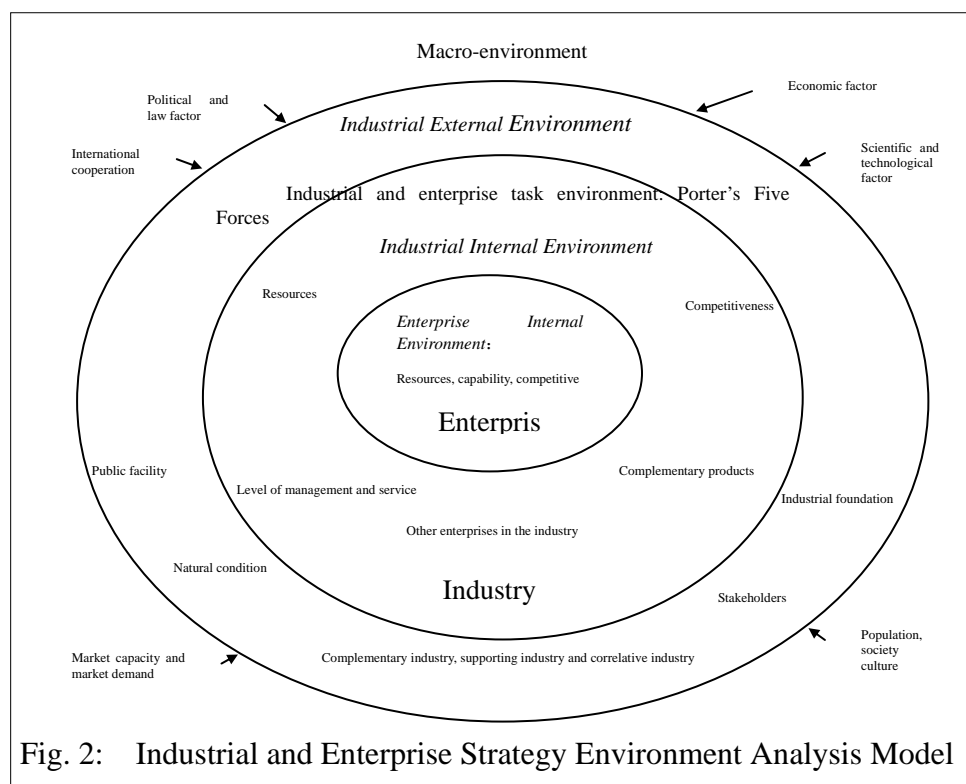 Macro-environment
Political and
law factor
Economic factor
Industrial External Environment
International
cooperation
Scientific and
technological
factor
Industrial and enterprise task environment: Porter's Five
Forces
Industrial Internal Environment
Resources
Competitiveness
Enterprise Internal
Environment：
Resources, capability, competitive
Enterpris
Public facility
Complementary products
Level of management and service
Industrial foundation
Other enterprises in the industry
Natural condition
Industry
Stakeholders
Market capacity and
market demand
Complementary industry, supporting industry and correlative industry
Population,
society
culture
Fig. 2: Industrial and Enterprise Strategy Environment Analysis Model